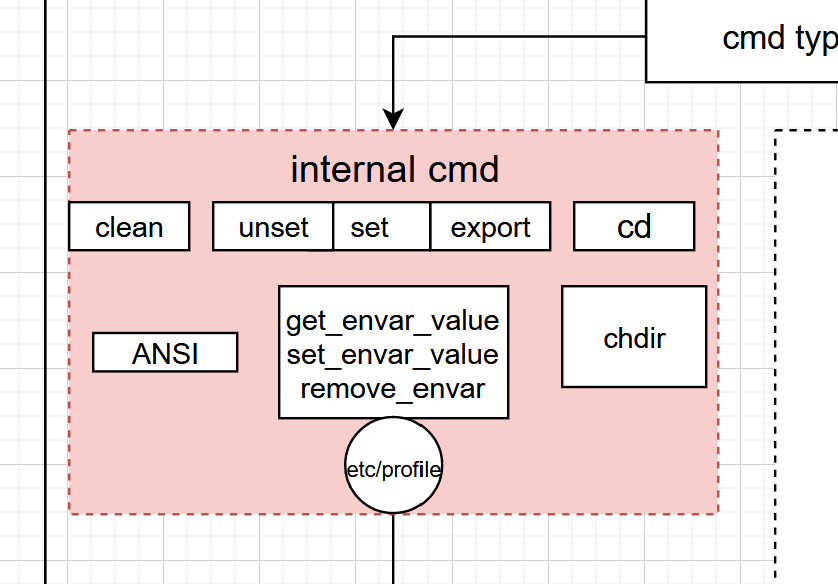 cmd typ
internal cmd
clean
unset
set
export
cd
get_envar_value
set_envar_value
remove_envar
chdir
ANSI
etc/profile